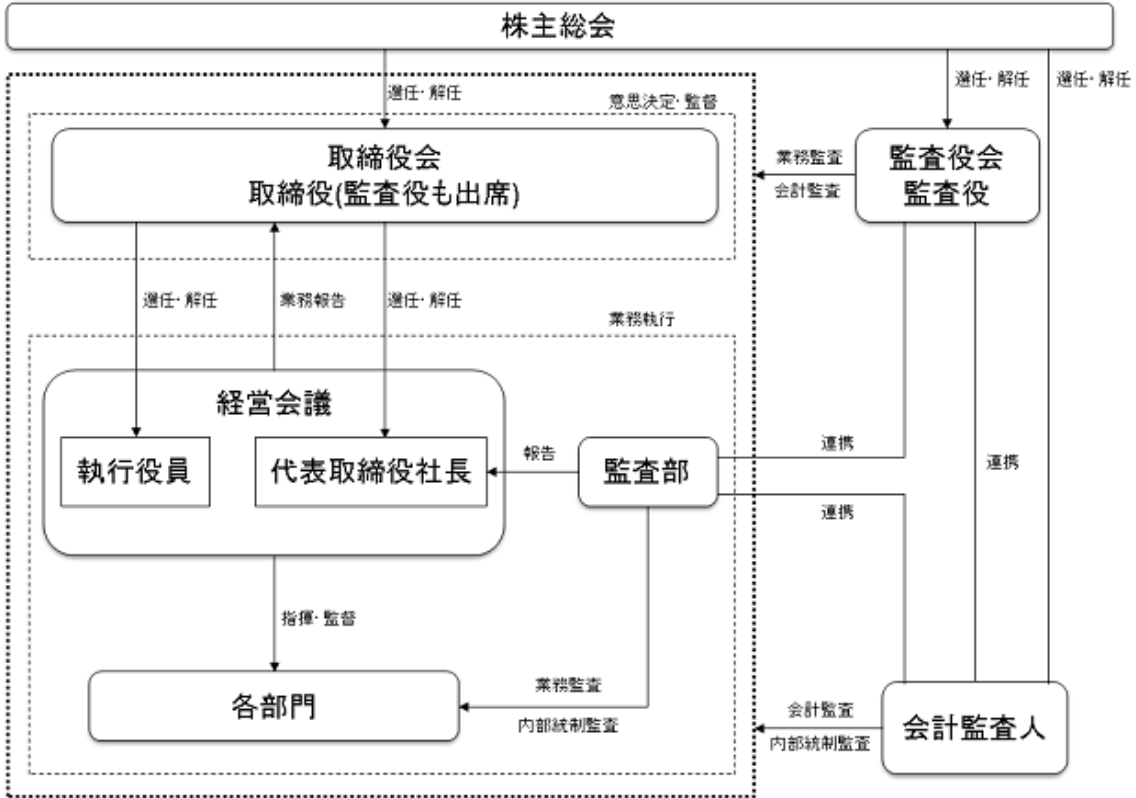 株主総会
選任・解任
選任・解任
選任・解任
意思決定・監督
取締役会
取締役(監査役も出席)
業務監査
会計監査
監査役会
監査役
選任・解任
業務報告
選任・解任
業務執行
経営会議
執行役員
代表取締役社長
報告
監査部
連携
連携
連携
指揮・監督
各部門
業務監査
内部統制監査
会計監査
内部統制監査
会計監査人